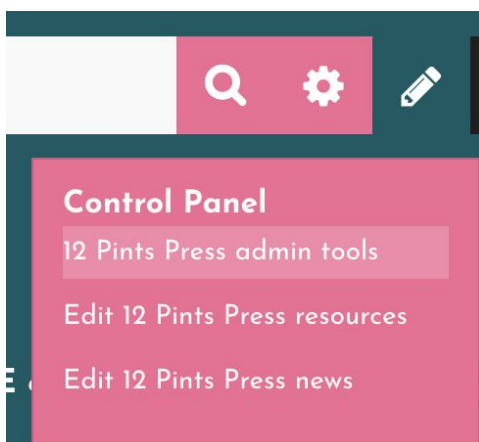 Control Panel
12 Pints Press admin tools
Edit 12 Pints Press resources
Edit 12 Pints Press news